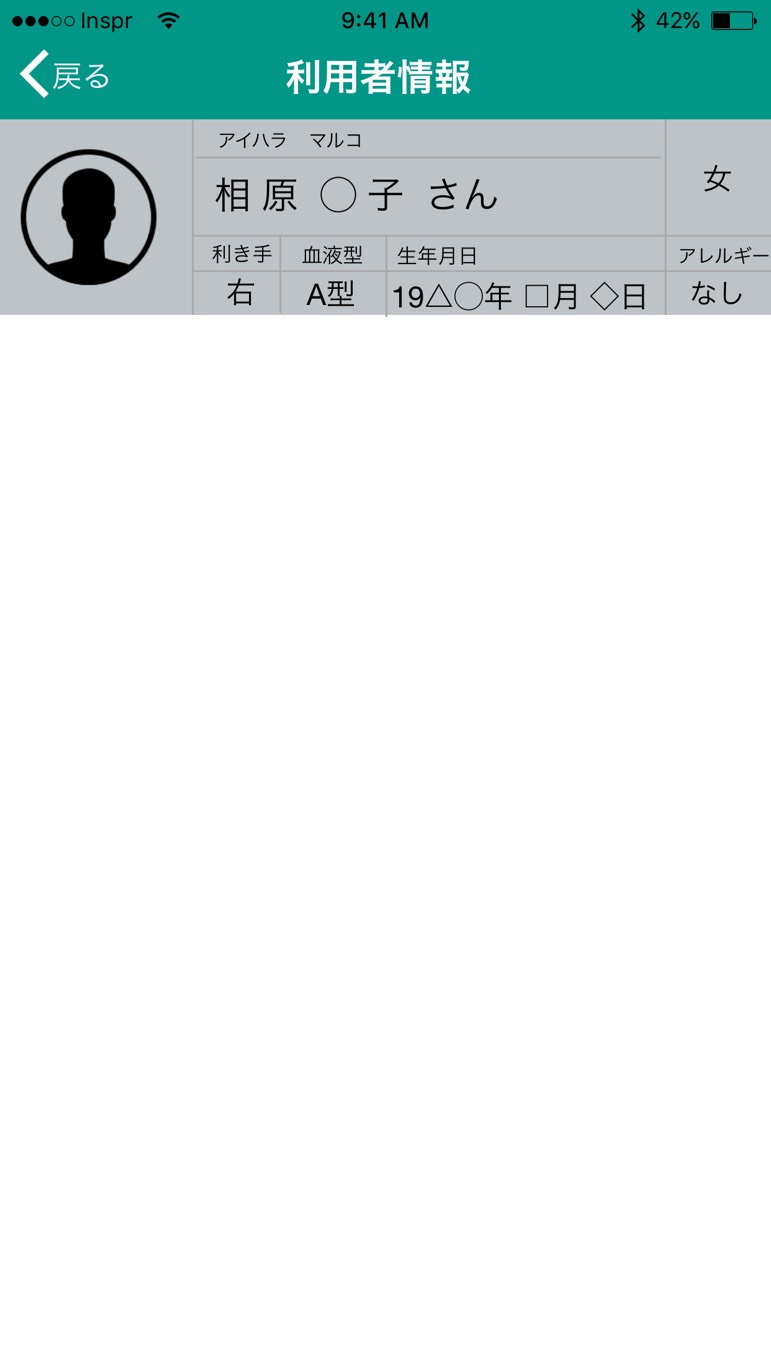 Inspr 9:41 AM 42%
戻る 利用者情報
アイハラ マルコ
相原 ◯子 さん 女
利き手 血液型 生年月日 アレルギー
右 A型 19△◯年 □月 ◇日 なし